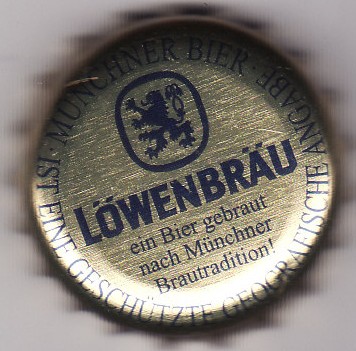 · MÜNCHNER BIER · IST EINE GESCHÜTZTE GEOGRAFISCHE ANGABE
LÖWENBRÄU
ein Bier gebraut
nach Münchner
Brautradition!